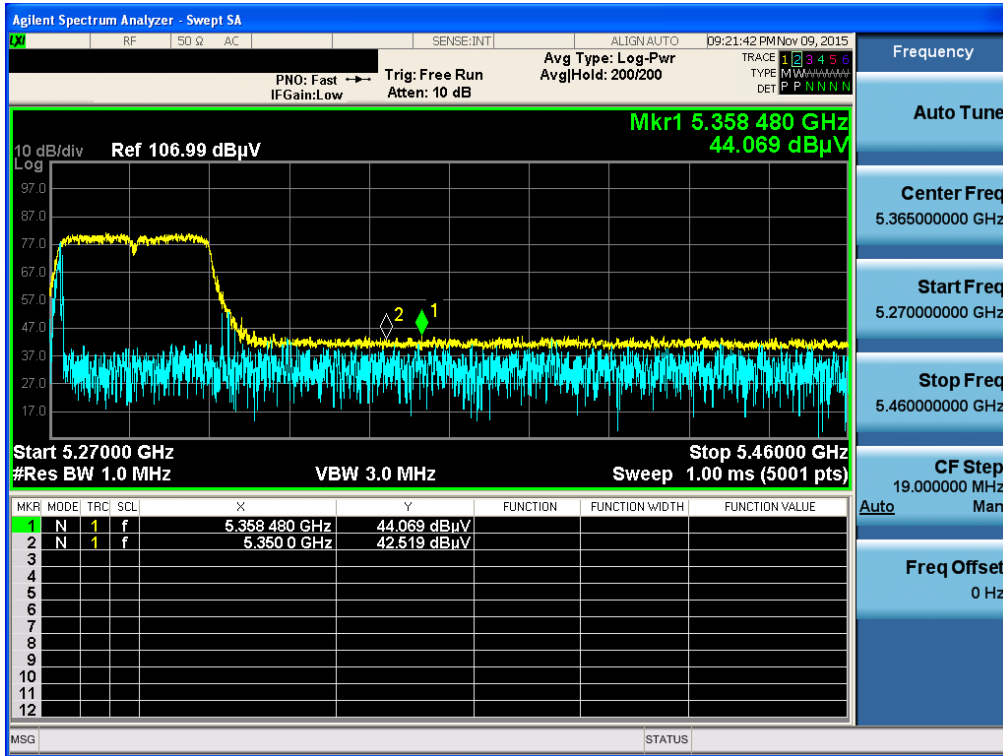 Agilent Spectrum Analyzer - Swept SA
LXI RF 50 Ω AC SENSE:INT ALIGN AUTO 09:21:42 PM Nov 09, 2015
Frequency
PNO: Fast Trig: Free Run Avg Type: Log-Pwr TRACE 1 2 3 4 5 6
IFGain:Low Atten: 10 dB Avg|Hold: 200/200 TYPE M W W W W W
DET P P N N N N
Auto Tune
Mkr1 5.358 480 GHz
10 dB/div Ref 106.99 dBµV 44.069 dBµV
Log
97.0
87.0
77.0
67.0
57.0
47.0
37.0
27.0
17.0
2 1
Center Freq
5.365000000 GHz
Start Freq
5.270000000 GHz
Stop Freq
5.460000000 GHz
Start 5.27000 GHz Stop 5.46000 GHz
#Res BW 1.0 MHz VBW 3.0 MHz Sweep 1.00 ms (5001 pts)
CF Step
19.000000 MHz
Auto Man
Freq Offset
0 Hz
MKR MODE TRC SCL X Y FUNCTION FUNCTION WIDTH FUNCTION VALUE
1 N 1 f 5.358 480 GHz 44.069 dBµV
2 N 1 f 5.350 0 GHz 42.519 dBµV
3
4
5
6
7
8
9
10
11
12
MSG STATUS